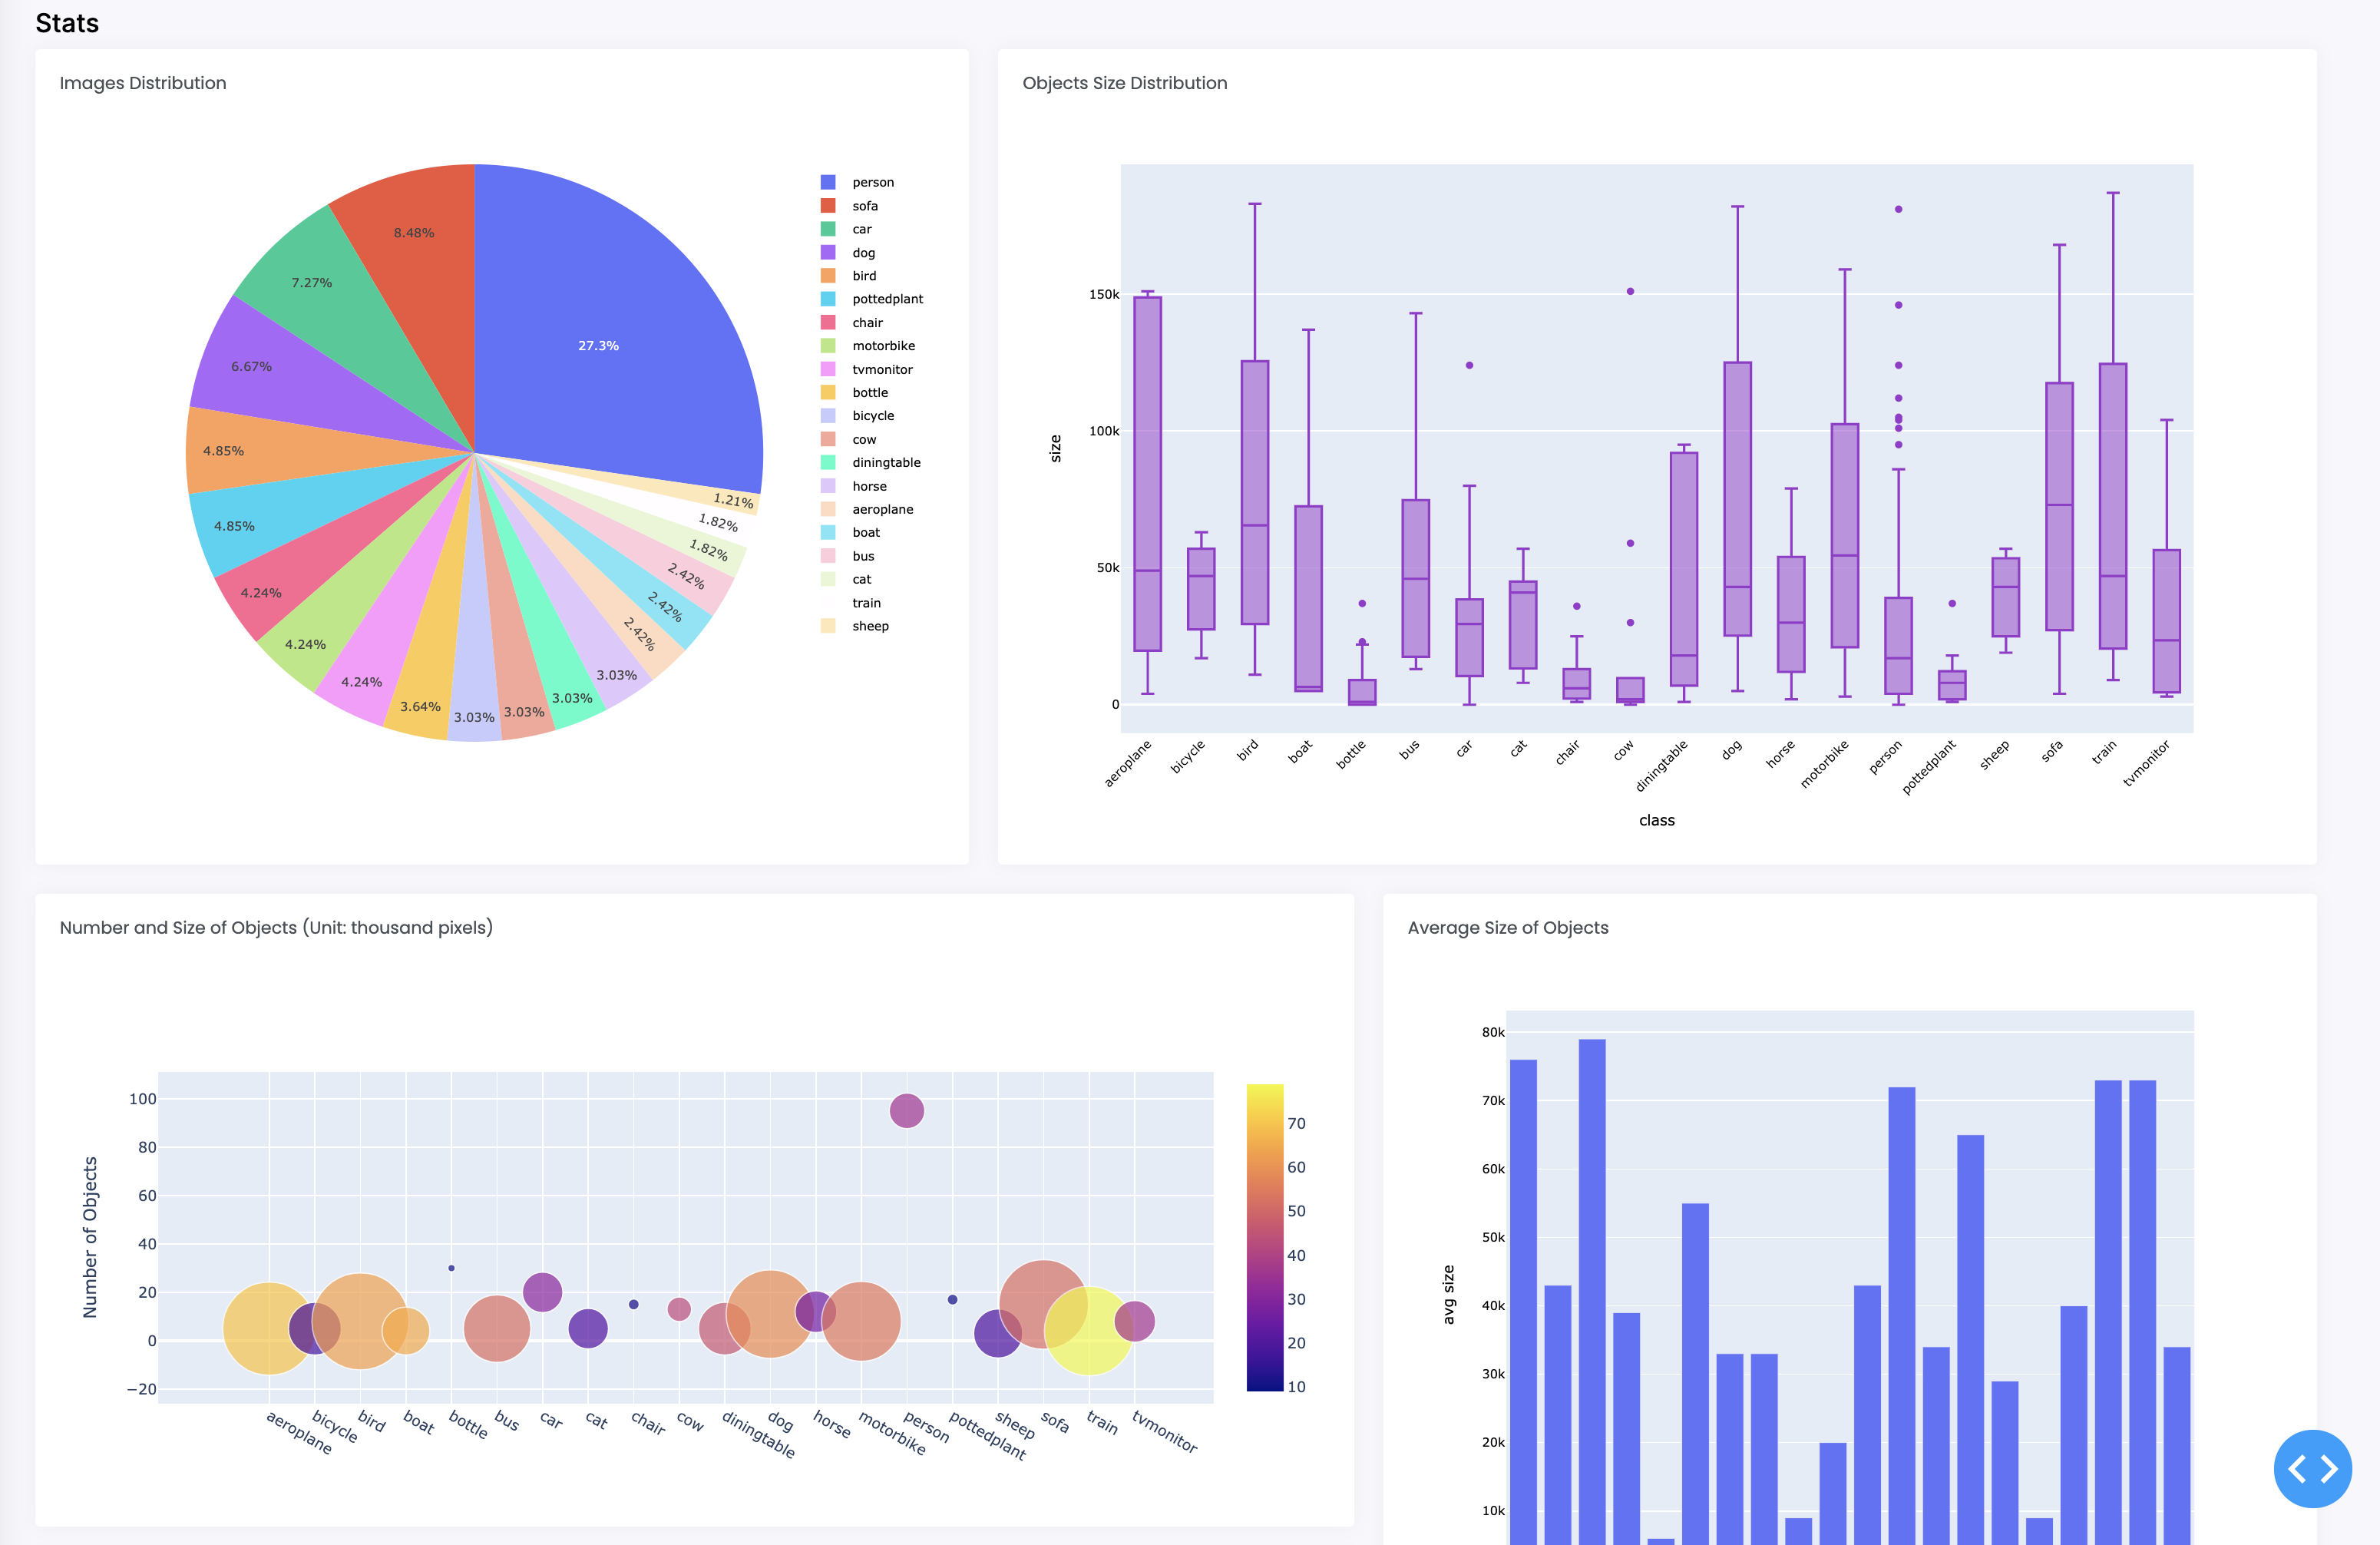 Stats
Images Distribution
8.48%
27.3%
7.27%
6.67%
4.85%
4.85%
4.24%
4.24%
4.24%
3.64%
3.03%
3.03%
3.03%
3.03%
2.42%
2.42%
2.42%
1.82%
1.82%
1.21%
person
sofa
car
dog
bird
pottedplant
chair
motorbike
tvmonitor
bottle
bicycle
cow
diningtable
horse
aeroplane
boat
bus
cat
train
sheep
Objects Size Distribution
size
150k
100k
50k
0
aeroplane
bicycle
bird
boat
bottle
bus
car
cat
chair
cow
diningtable
dog
horse
motorbike
person
pottedplant
sheep
sofa
train
tvmonitor
class
Number and Size of Objects (Unit: thousand pixels)
Number of Objects
100
80
60
40
20
0
−20
aeroplane
bicycle
bird
boat
bottle
bus
car
cat
chair
cow
diningtable
dog
horse
motorbike
person
pottedplant
sheep
sofa
train
tvmonitor
70
60
50
40
30
20
10
Average Size of Objects
avg size
80k
70k
60k
50k
40k
30k
20k
10k